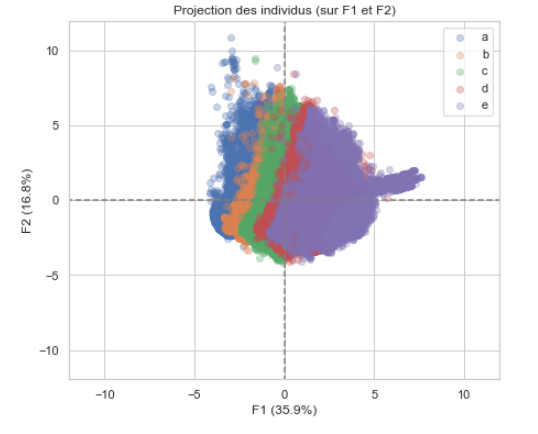 Projection des individus (sur F1 et F2)
a
b
c
d
e
10
5
0
−5
−10
F2 (16.8%)
−10
−5
0
5
10
F1 (35.9%)